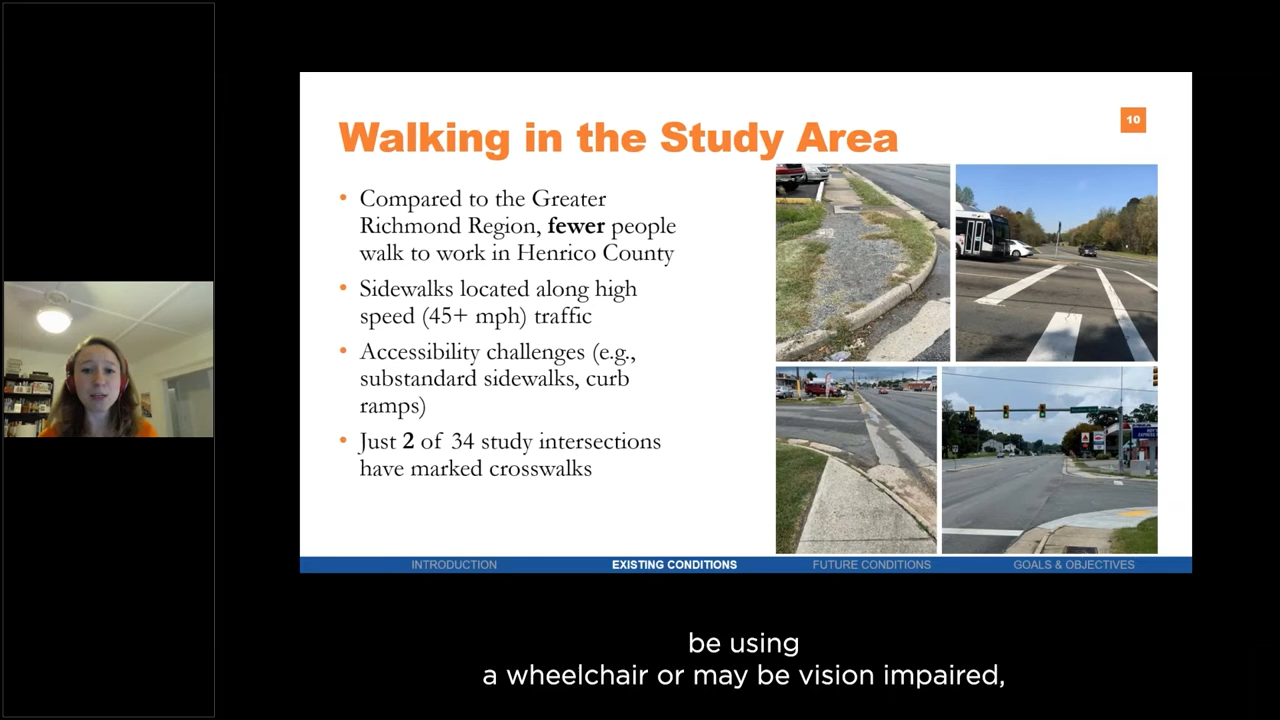 Walking in the Study Area
10
• Compared to the Greater
Richmond Region, fewer people
walk to work in Henrico County
• Sidewalks located along high
speed (45+ mph) traffic
• Accessibility challenges (e.g.,
substandard sidewalks, curb
ramps)
• Just 2 of 34 study intersections
have marked crosswalks
INTRODUCTION EXISTING CONDITIONS FUTURE CONDITIONS GOALS & OBJECTIVES
be using
a wheelchair or may be vision impaired,